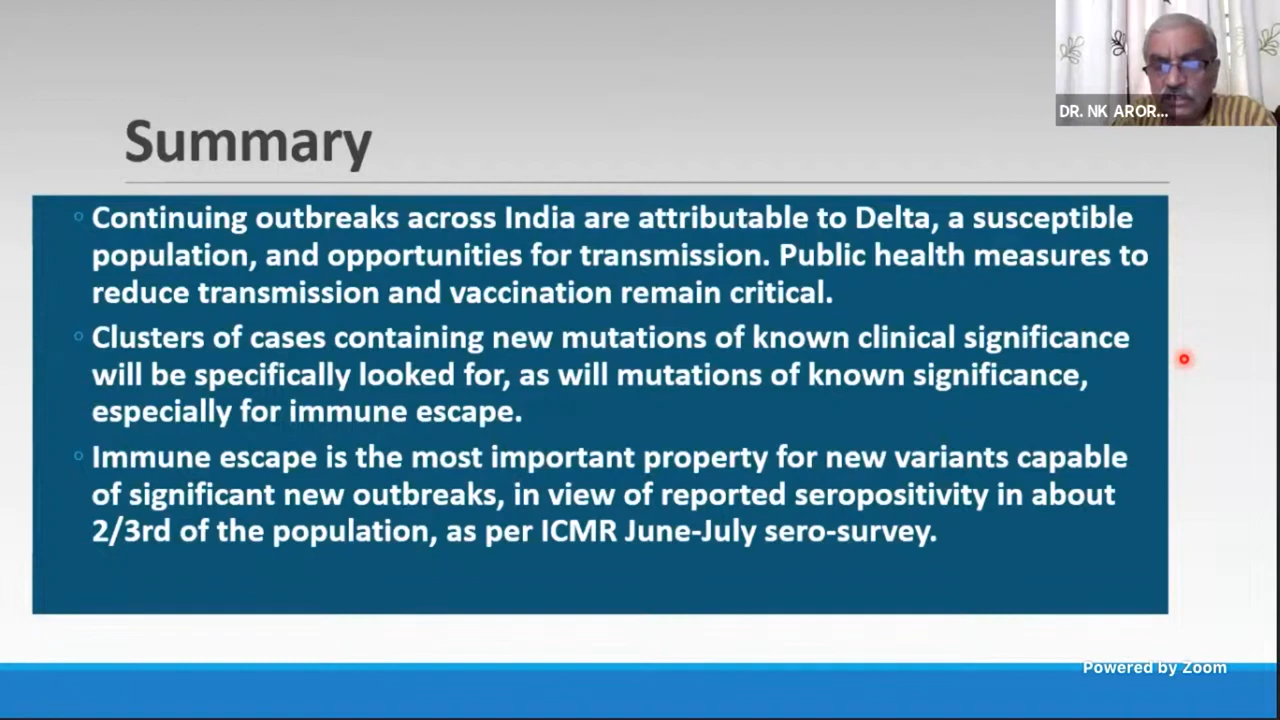 DR. NK AROR...
Summary
Continuing outbreaks across India are attributable to Delta, a susceptible
population, and opportunities for transmission. Public health measures to
reduce transmission and vaccination remain critical.
Clusters of cases containing new mutations of known clinical significance
will be specifically looked for, as will mutations of known significance,
especially for immune escape.
Immune escape is the most important property for new variants capable
of significant new outbreaks, in view of reported seropositivity in about
2/3rd of the population, as per ICMR June-July sero-survey.
Powered by Zoom